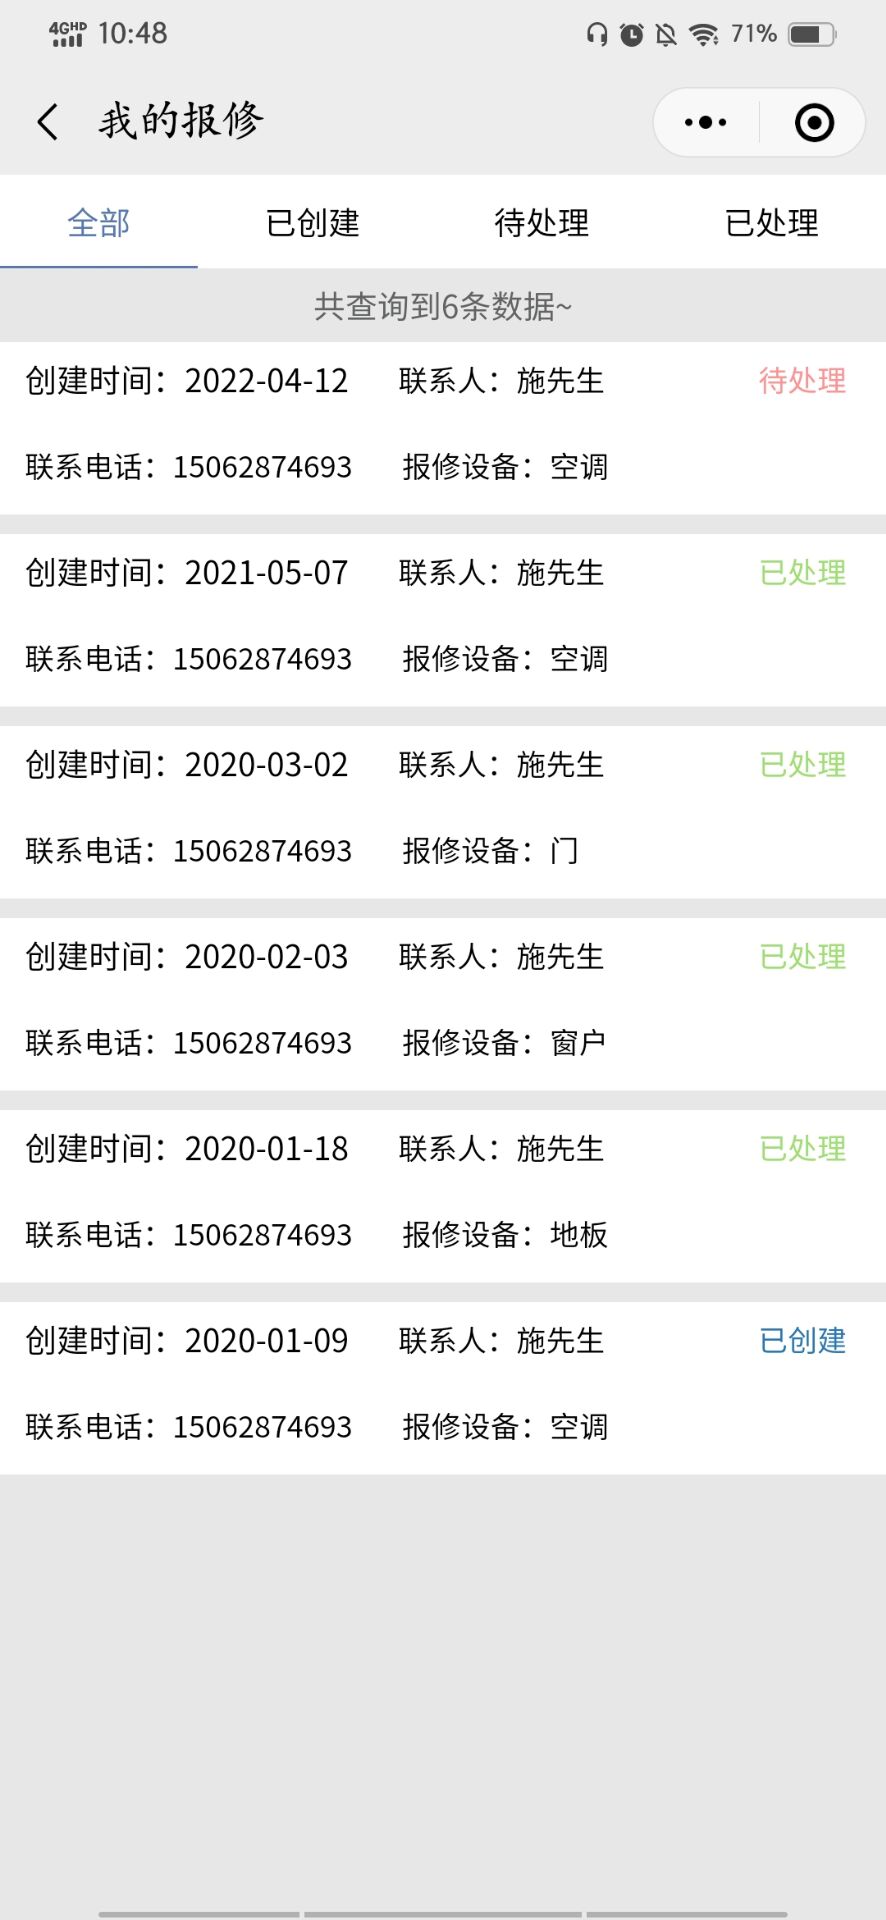 4GHD 10:48 71%
我的报修
全部 已创建 待处理 已处理
共查询到6条数据~
创建时间：2022-04-12 联系人：施先生 待处理
联系电话：15062874693 报修设备：空调
创建时间：2021-05-07 联系人：施先生 已处理
联系电话：15062874693 报修设备：空调
创建时间：2020-03-02 联系人：施先生 已处理
联系电话：15062874693 报修设备：门
创建时间：2020-02-03 联系人：施先生 已处理
联系电话：15062874693 报修设备：窗户
创建时间：2020-01-18 联系人：施先生 已处理
联系电话：15062874693 报修设备：地板
创建时间：2020-01-09 联系人：施先生 已创建
联系电话：15062874693 报修设备：空调